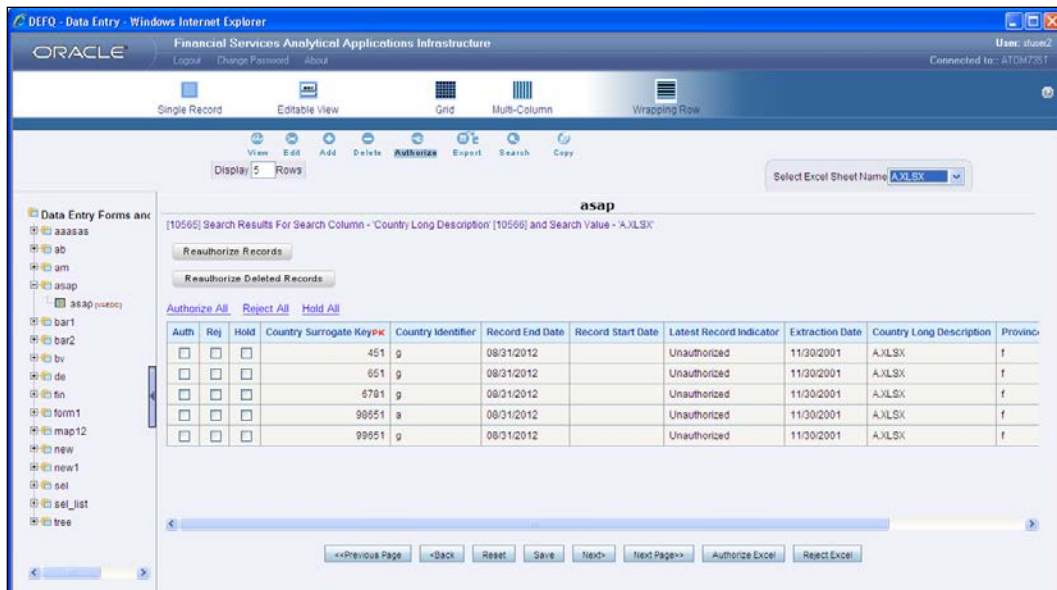 DEFQ - Data Entry - Windows Internet Explorer
ORACLE
Financial Services Analytical Applications Infrastructure
User: stuser2
Logout Change Password About
Connected to:: ATOM735T
Single Record Editable View Grid Multi-Column Wrapping Row
View Edit Add Delete Authorize Export Search Copy
Display 5 Rows
Select Excel Sheet Name A.XLSX
asap
[10565] Search Results For Search Column - 'Country Long Description' [10566] and Search Value - 'A.XLSX'
Reauthorize Records
Reauthorize Deleted Records
Authorize All Reject All Hold All
Data Entry Forms and
aaasas
ab
am
asap
asap
bar1
bar2
bv
de
fin
form1
map12
new
new1
sel
sel_list
tree
Auth Rej Hold Country Surrogate KeyPK Country Identifier Record End Date Record Start Date Latest Record Indicator Extraction Date Country Long Description Province
451 g 08/31/2012 Unauthorized 11/30/2001 A.XLSX f
651 g 08/31/2012 Unauthorized 11/30/2001 A.XLSX f
6781 g 08/31/2012 Unauthorized 11/30/2001 A.XLSX f
98651 a 08/31/2012 Unauthorized 11/30/2001 A.XLSX f
99651 g 08/31/2012 Unauthorized 11/30/2001 A.XLSX f
<<Previous Page <Back Reset Save Next> Next Page>> Authorize Excel Reject Excel